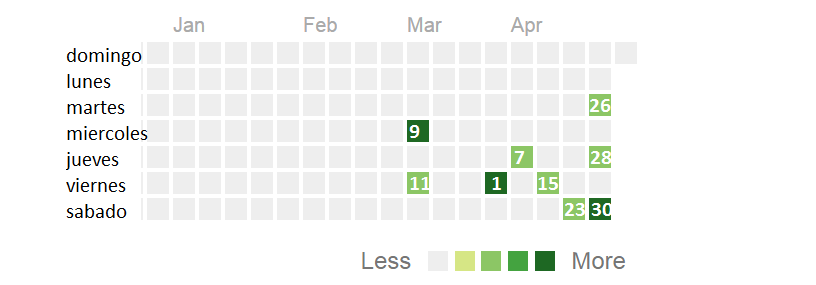 Jan Feb Mar Apr
domingo
lunes
martes 26
miercoles 9
jueves 7 28
viernes 11 1 15
sabado 23 30
Less More